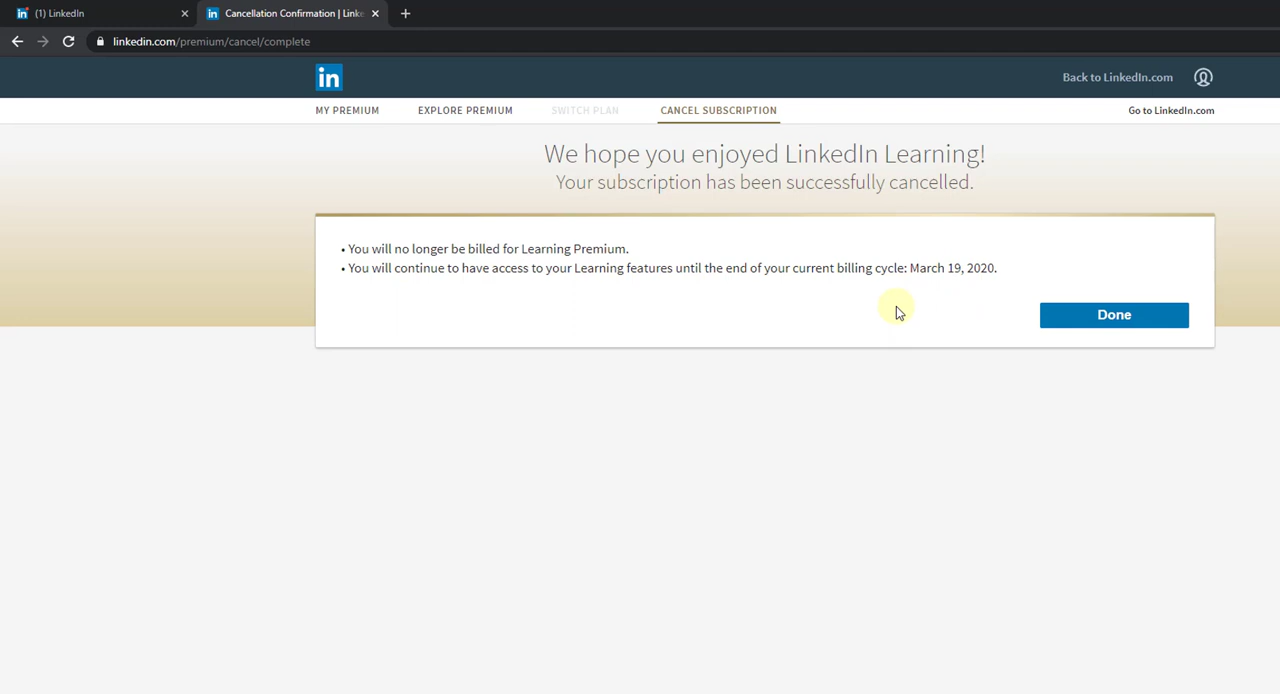 (1) LinkedIn
Cancellation Confirmation | Linke
linkedin.com/premium/cancel/complete
in
Back to LinkedIn.com
MY PREMIUM
EXPLORE PREMIUM
SWITCH PLAN
CANCEL SUBSCRIPTION
Go to LinkedIn.com
We hope you enjoyed LinkedIn Learning!
Your subscription has been successfully cancelled.
• You will no longer be billed for Learning Premium.
• You will continue to have access to your Learning features until the end of your current billing cycle: March 19, 2020.
Done